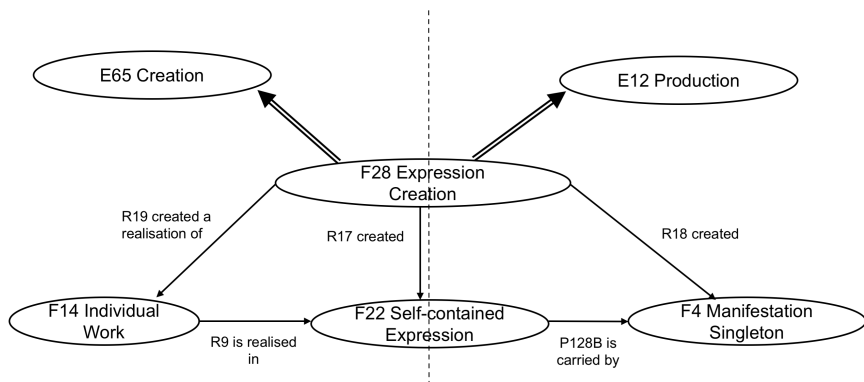 E65 Creation
E12 Production
F28 Expression
Creation
R19 created a
realisation of
R17 created
R18 created
F14 Individual
Work
F22 Self-contained
Expression
F4 Manifestation
Singleton
R9 is realised
in
P128B is
carried by